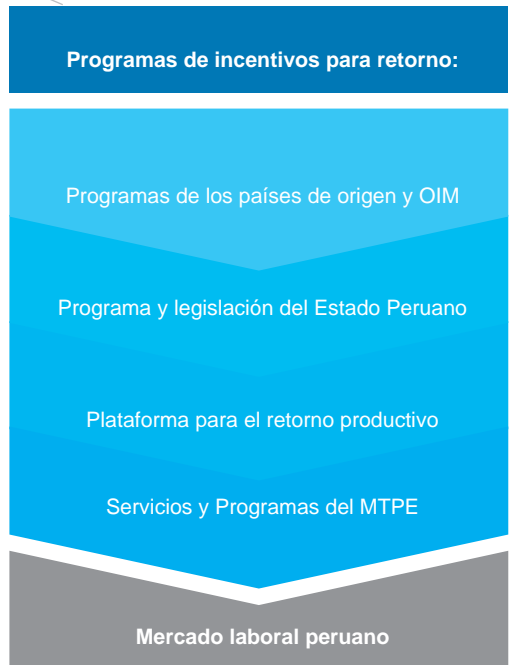 Programas de incentivos para retorno:
Programas de los países de origen y OIM
Programa y legislación del Estado Peruano
Plataforma para el retorno productivo
Servicios y Programas del MTPE
Mercado laboral peruano